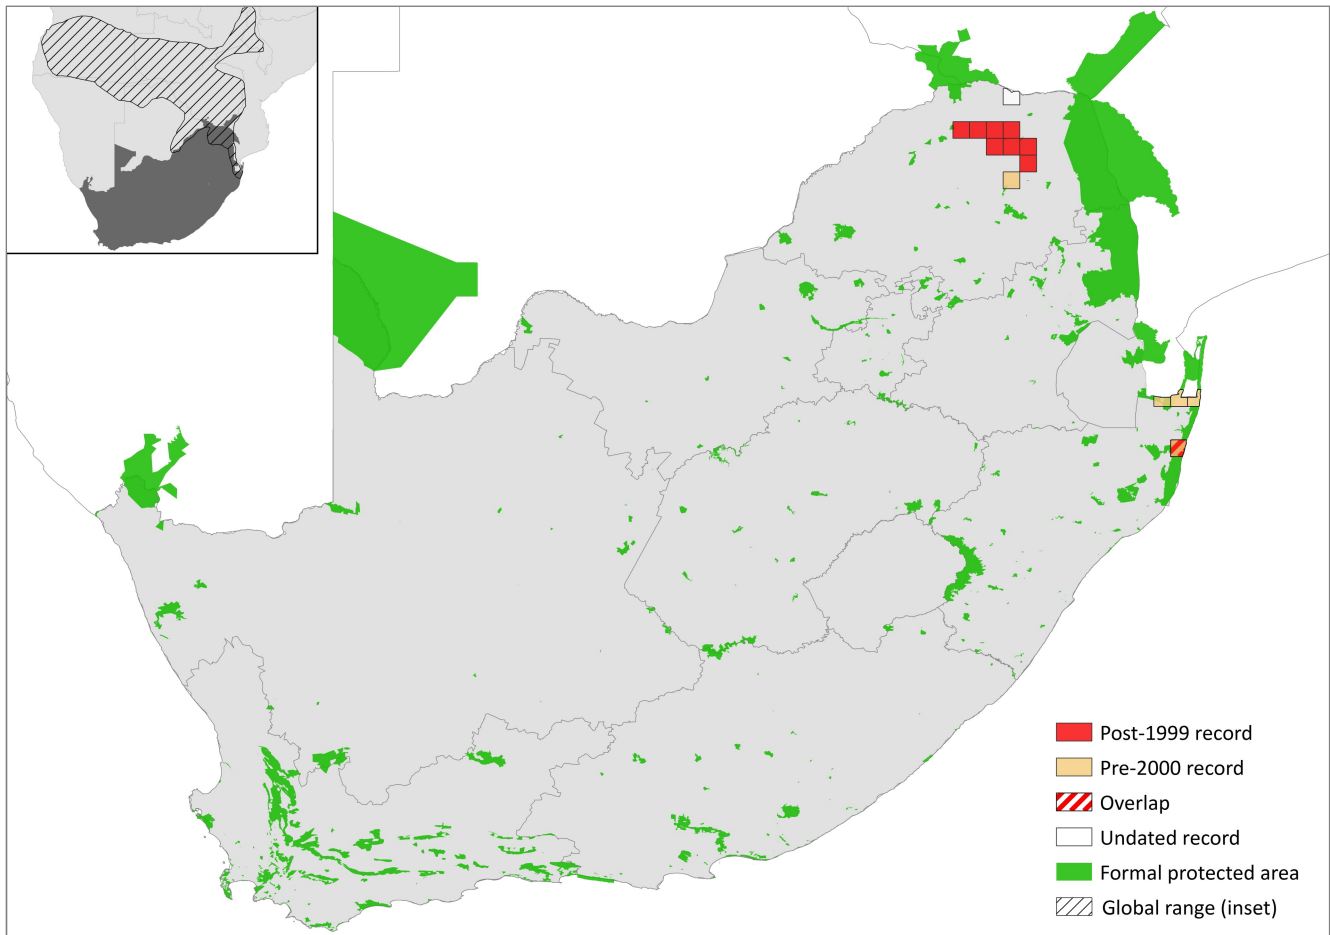 Post-1999 record
Pre-2000 record
Overlap
Undated record
Formal protected area
Global range (inset)